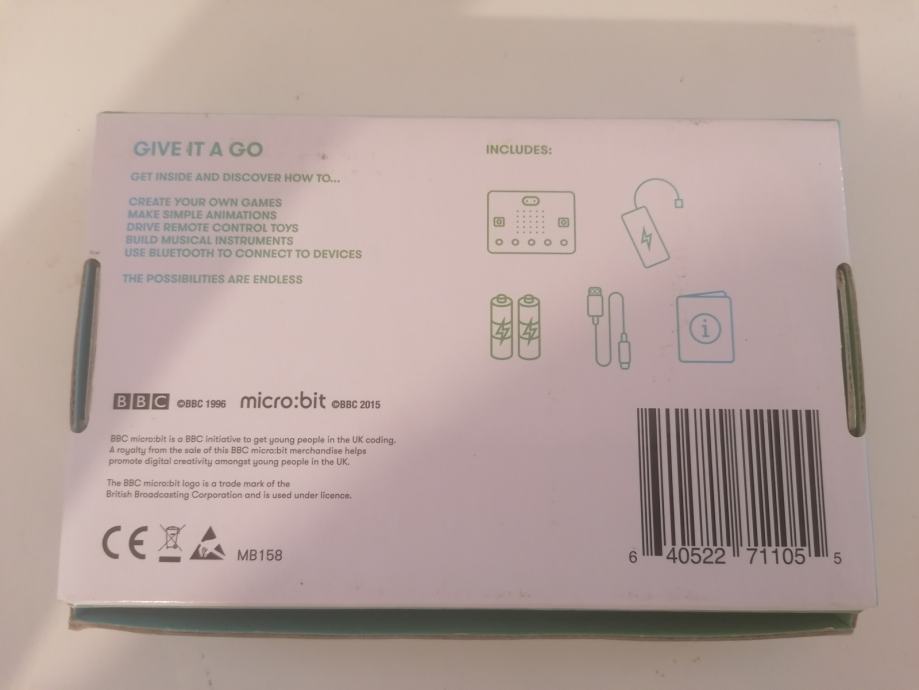 GIVE IT A GO
GET INSIDE AND DISCOVER HOW TO...
CREATE YOUR OWN GAMES
MAKE SIMPLE ANIMATIONS
DRIVE REMOTE CONTROL TOYS
BUILD MUSICAL INSTRUMENTS
USE BLUETOOTH TO CONNECT TO DEVICES
THE POSSIBILITIES ARE ENDLESS
INCLUDES:
i
BBC ©BBC 1996 micro:bit ©BBC 2015
BBC micro:bit is a BBC initiative to get young people in the UK coding.
A royalty from the sale of this BBC micro:bit merchandise helps
promote digital creativity amongst young people in the UK.
The BBC micro:bit logo is a trade mark of the
British Broadcasting Corporation and is used under licence.
CE MB158
6 40522 71105 5